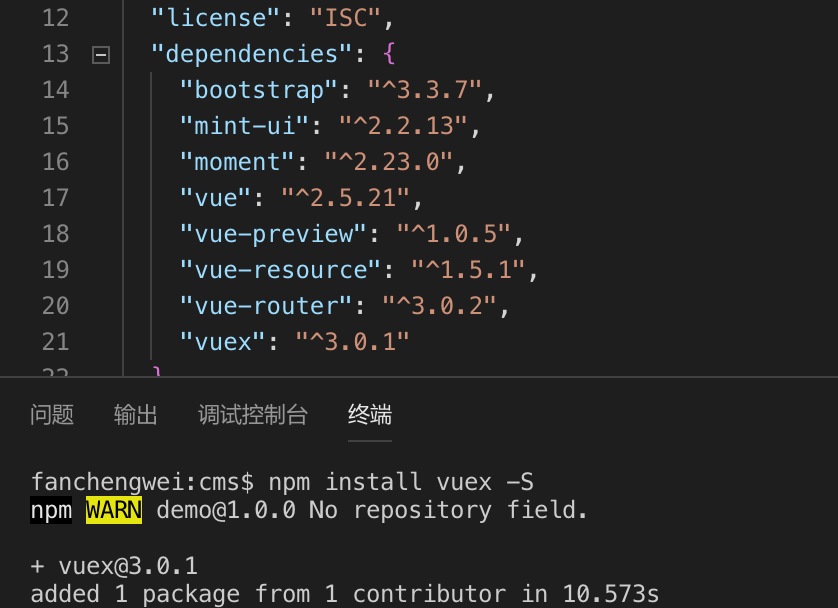 12 "license": "ISC",
13 "dependencies": {
14 "bootstrap": "^3.3.7",
15 "mint-ui": "^2.2.13",
16 "moment": "^2.23.0",
17 "vue": "^2.5.21",
18 "vue-preview": "^1.0.5",
19 "vue-resource": "^1.5.1",
20 "vue-router": "^3.0.2",
21 "vuex": "^3.0.1"
22 }
问题 输出 调试控制台 终端
fanchengwei:cms$ npm install vuex -S
npm WARN demo@1.0.0 No repository field.
+ vuex@3.0.1
added 1 package from 1 contributor in 10.573s